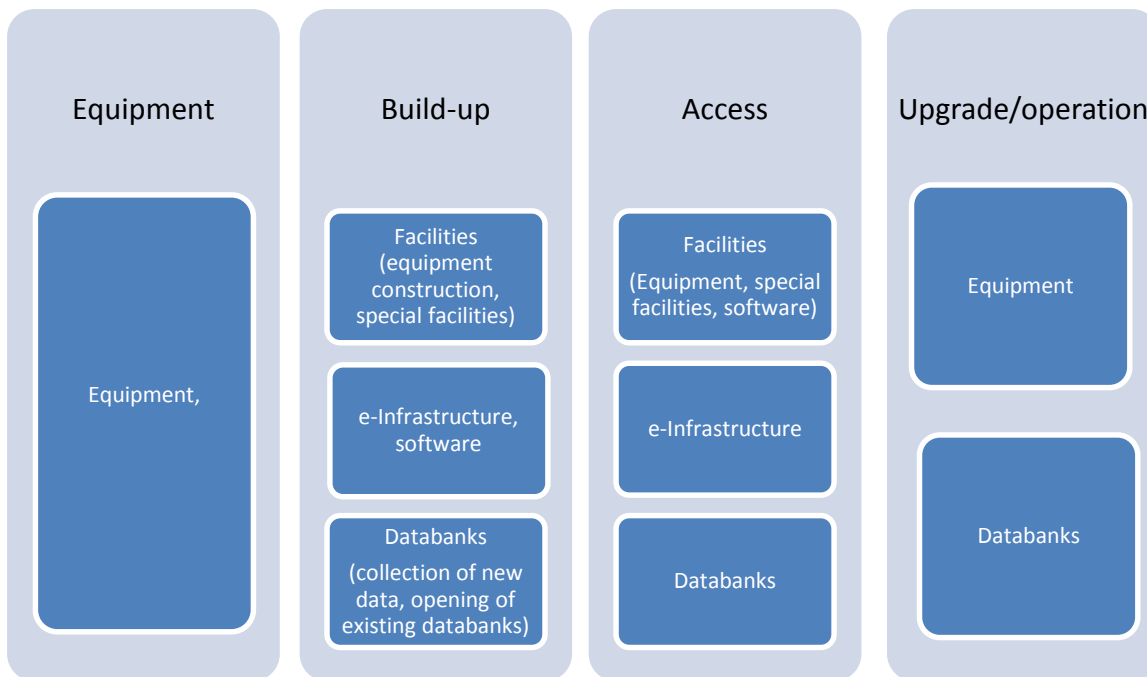 Equipment
Equipment,
Build-up
Facilities
(equipment
construction,
special facilities)
e-Infrastructure,
software
Databanks
(collection of new
data, opening of
existing databanks)
Access
Facilities
(Equipment, special
facilities, software)
e-Infrastructure
Databanks
Upgrade/operation
Equipment
Databanks